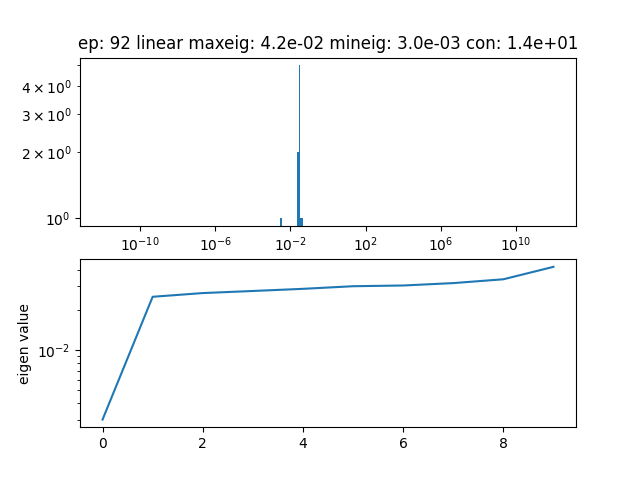 ep: 92 linear maxeig: 4.2e-02 mineig: 3.0e-03 con: 1.4e+01
4 × 10⁰
3 × 10⁰
2 × 10⁰
10⁰
10⁻¹⁰ 10⁻⁶ 10⁻² 10² 10⁶ 10¹⁰
eigen value
10⁻²
0 2 4 6 8